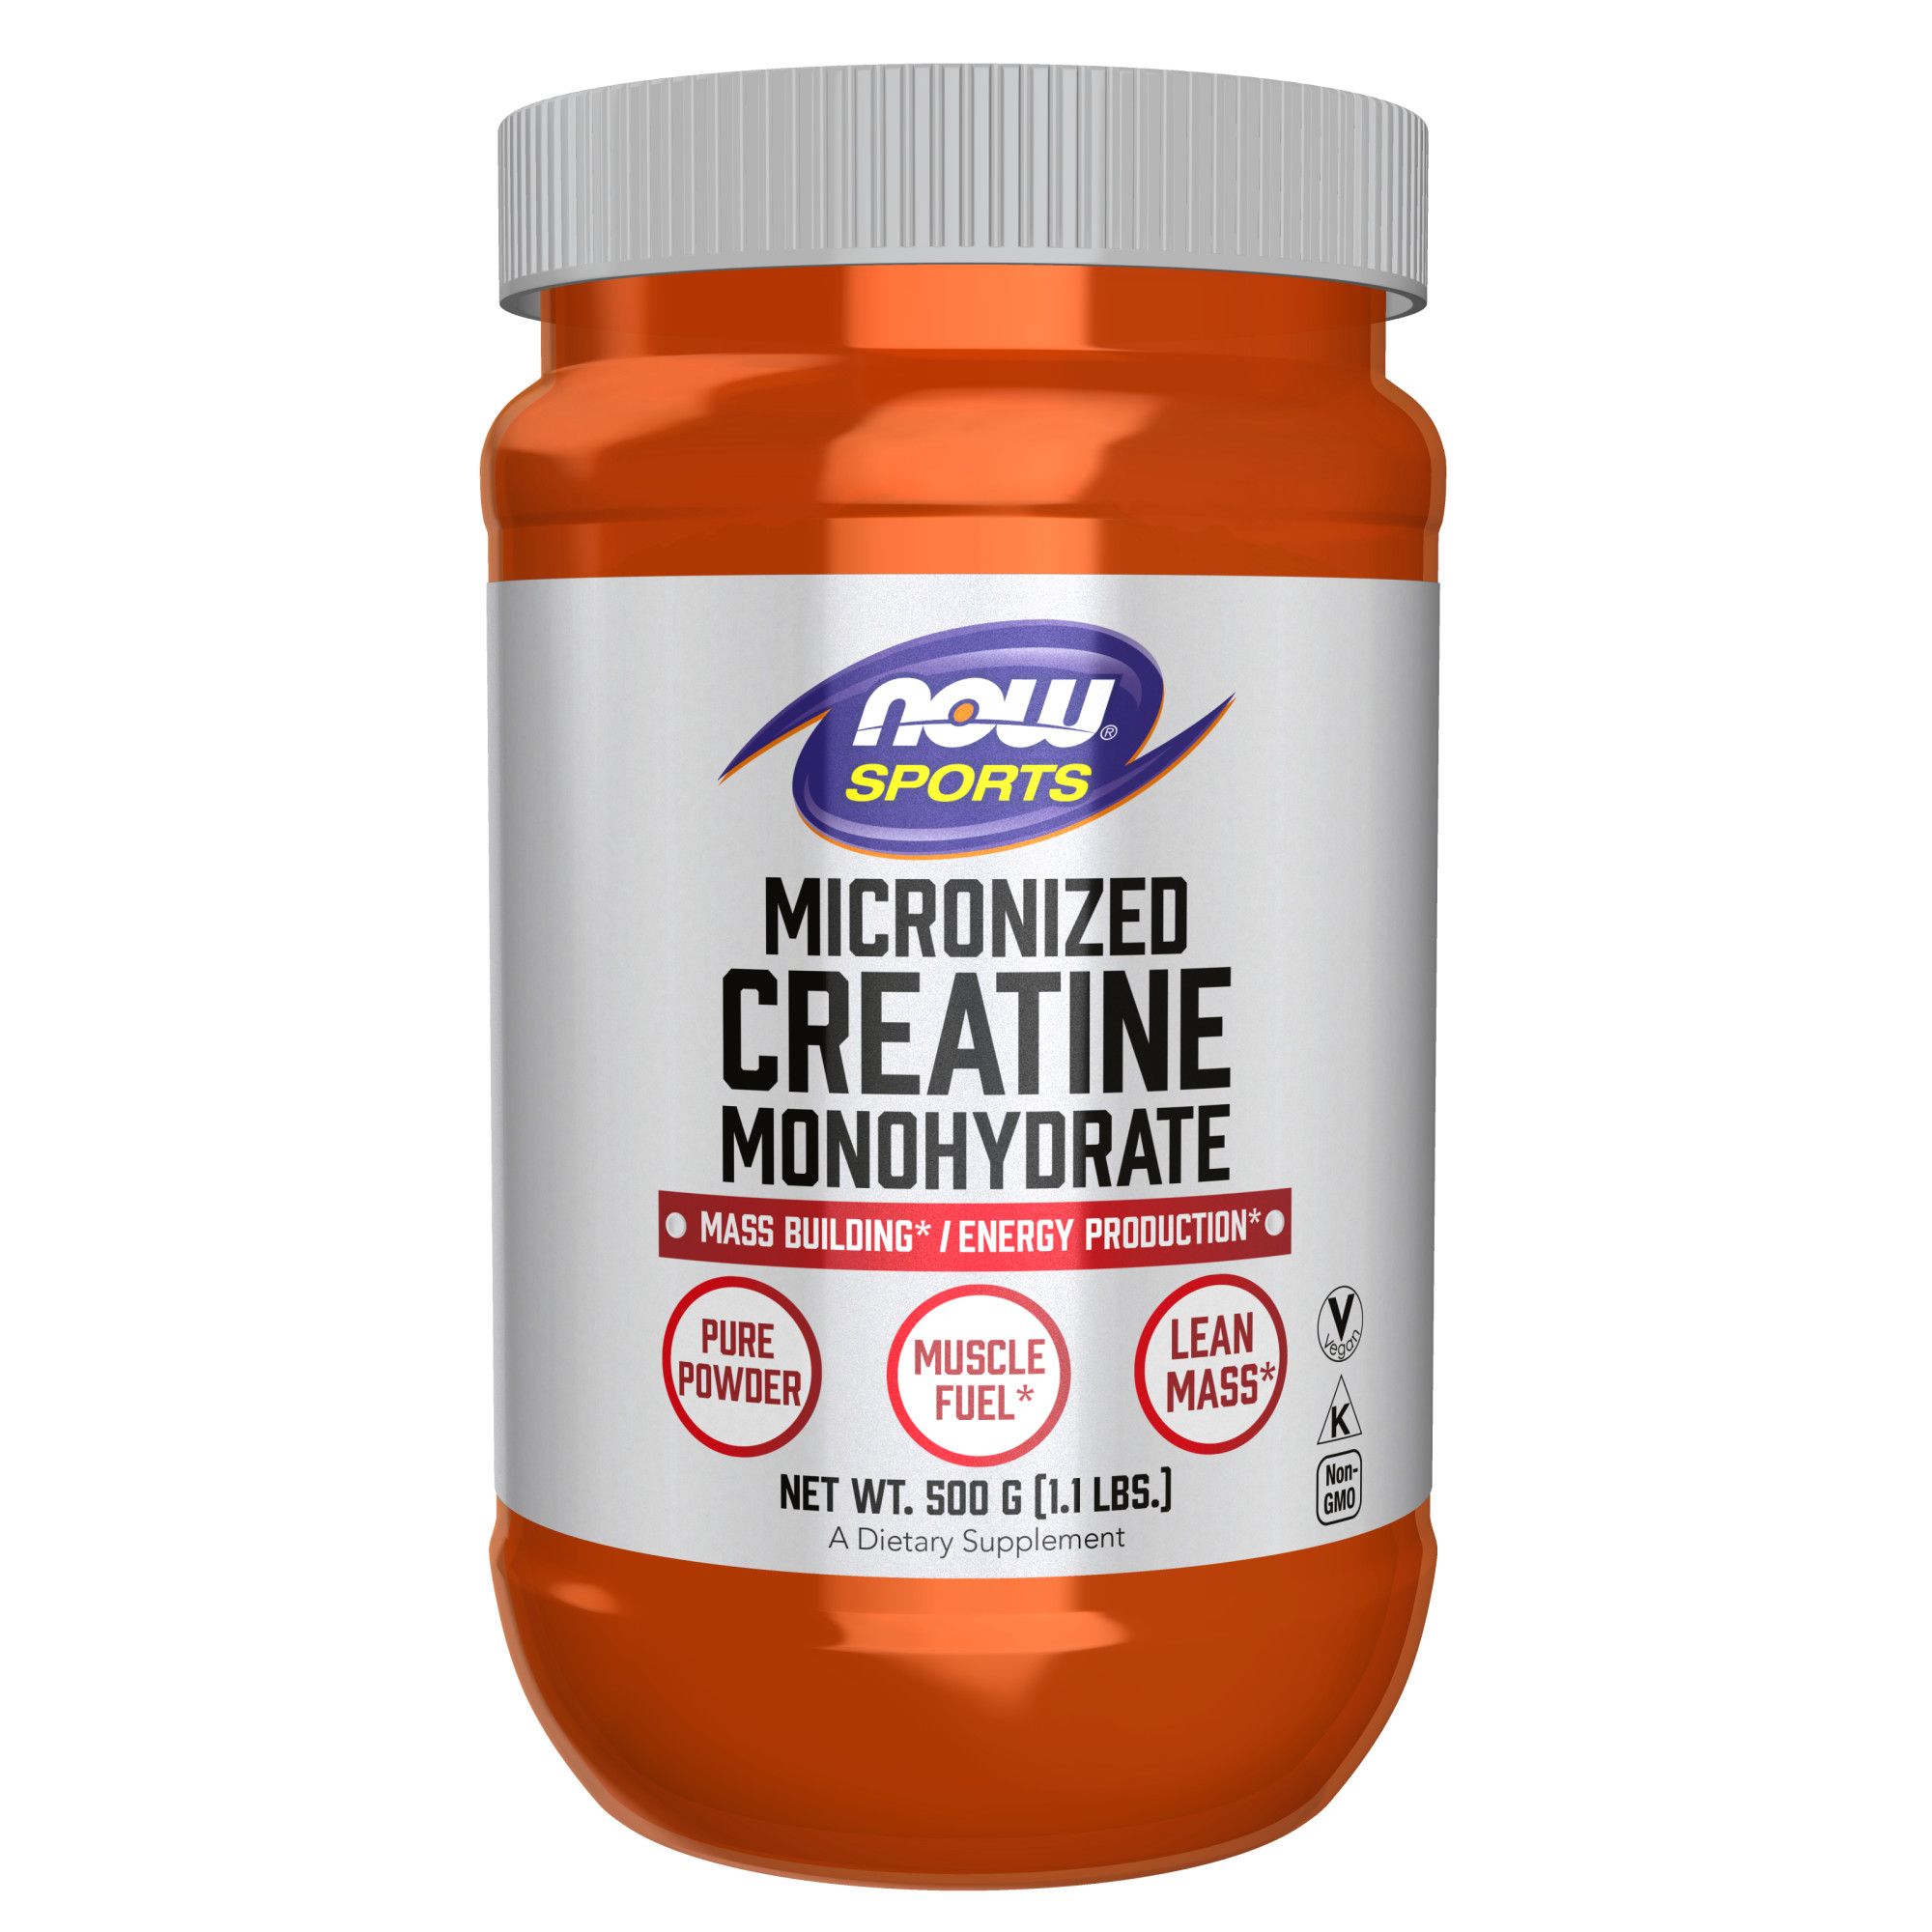 now®
SPORTS
MICRONIZED
CREATINE
MONOHYDRATE
MASS BUILDING* / ENERGY PRODUCTION*
PURE
POWDER
MUSCLE
FUEL*
LEAN
MASS*
V
Vegan
K
Non-
GMO
NET WT. 500 G (1.1 LBS.)
A Dietary Supplement